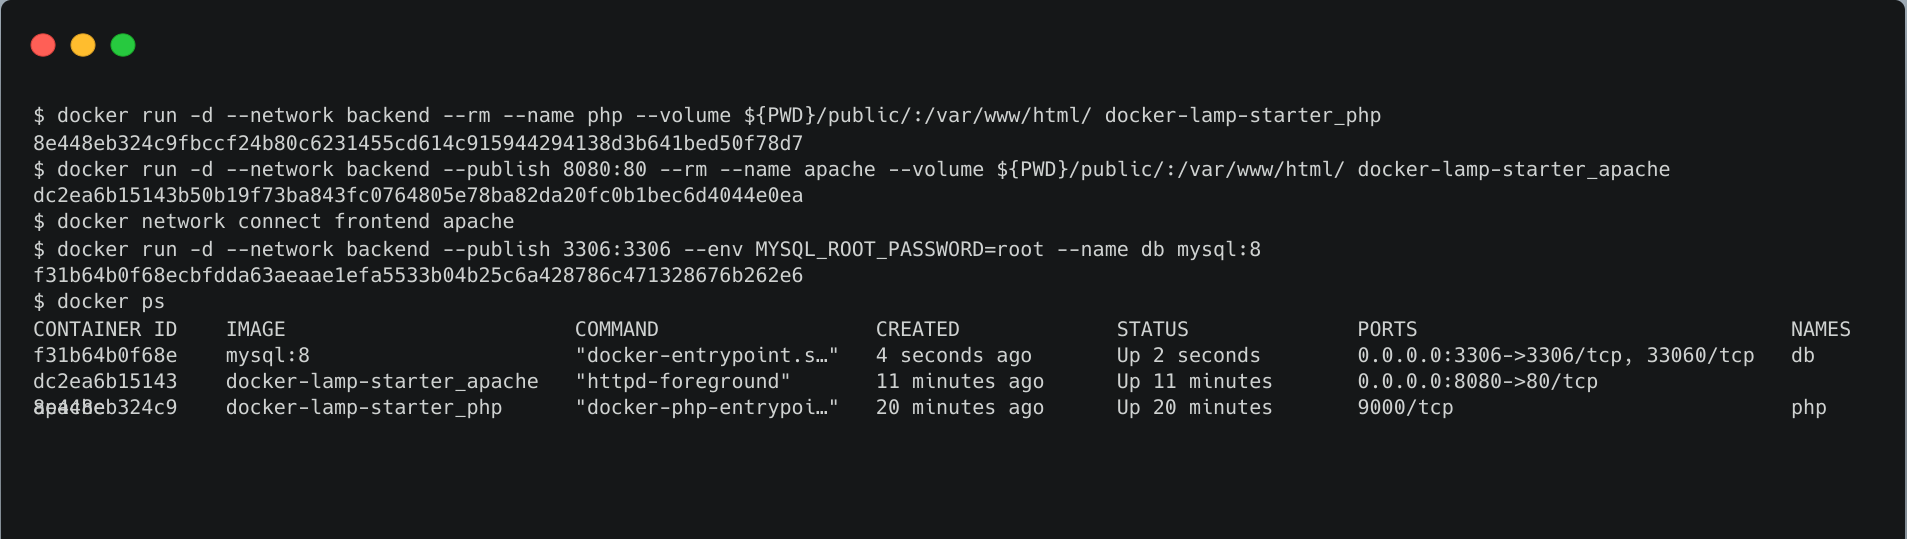 $ docker run -d --network backend --rm --name php --volume ${PWD}/public/:/var/www/html/ docker-lamp-starter_php
8e448eb324c9fbccf24b80c6231455cd614c915944294138d3b641bed50f78d7
$ docker run -d --network backend --publish 8080:80 --rm --name apache --volume ${PWD}/public/:/var/www/html/ docker-lamp-starter_apache
dc2ea6b15143b50b19f73ba843fc0764805e78ba82da20fc0b1bec6d4044e0ea
$ docker network connect frontend apache
$ docker run -d --network backend --publish 3306:3306 --env MYSQL_ROOT_PASSWORD=root --name db mysql:8
f31b64b0f68ecbfdda63aeaae1efa5533b04b25c6a428786c471328676b262e6
$ docker ps
CONTAINER ID    IMAGE    COMMAND    CREATED    STATUS    PORTS    NAMES
f31b64b0f68e    mysql:8    "docker-entrypoint.s…"    4 seconds ago    Up 2 seconds    0.0.0.0:3306->3306/tcp, 33060/tcp    db
dc2ea6b15143    docker-lamp-starter_apache    "httpd-foreground"    11 minutes ago    Up 11 minutes    0.0.0.0:8080->80/tcp
apache
8e448eb324c9    docker-lamp-starter_php    "docker-php-entrypoi…"    20 minutes ago    Up 20 minutes    9000/tcp    php